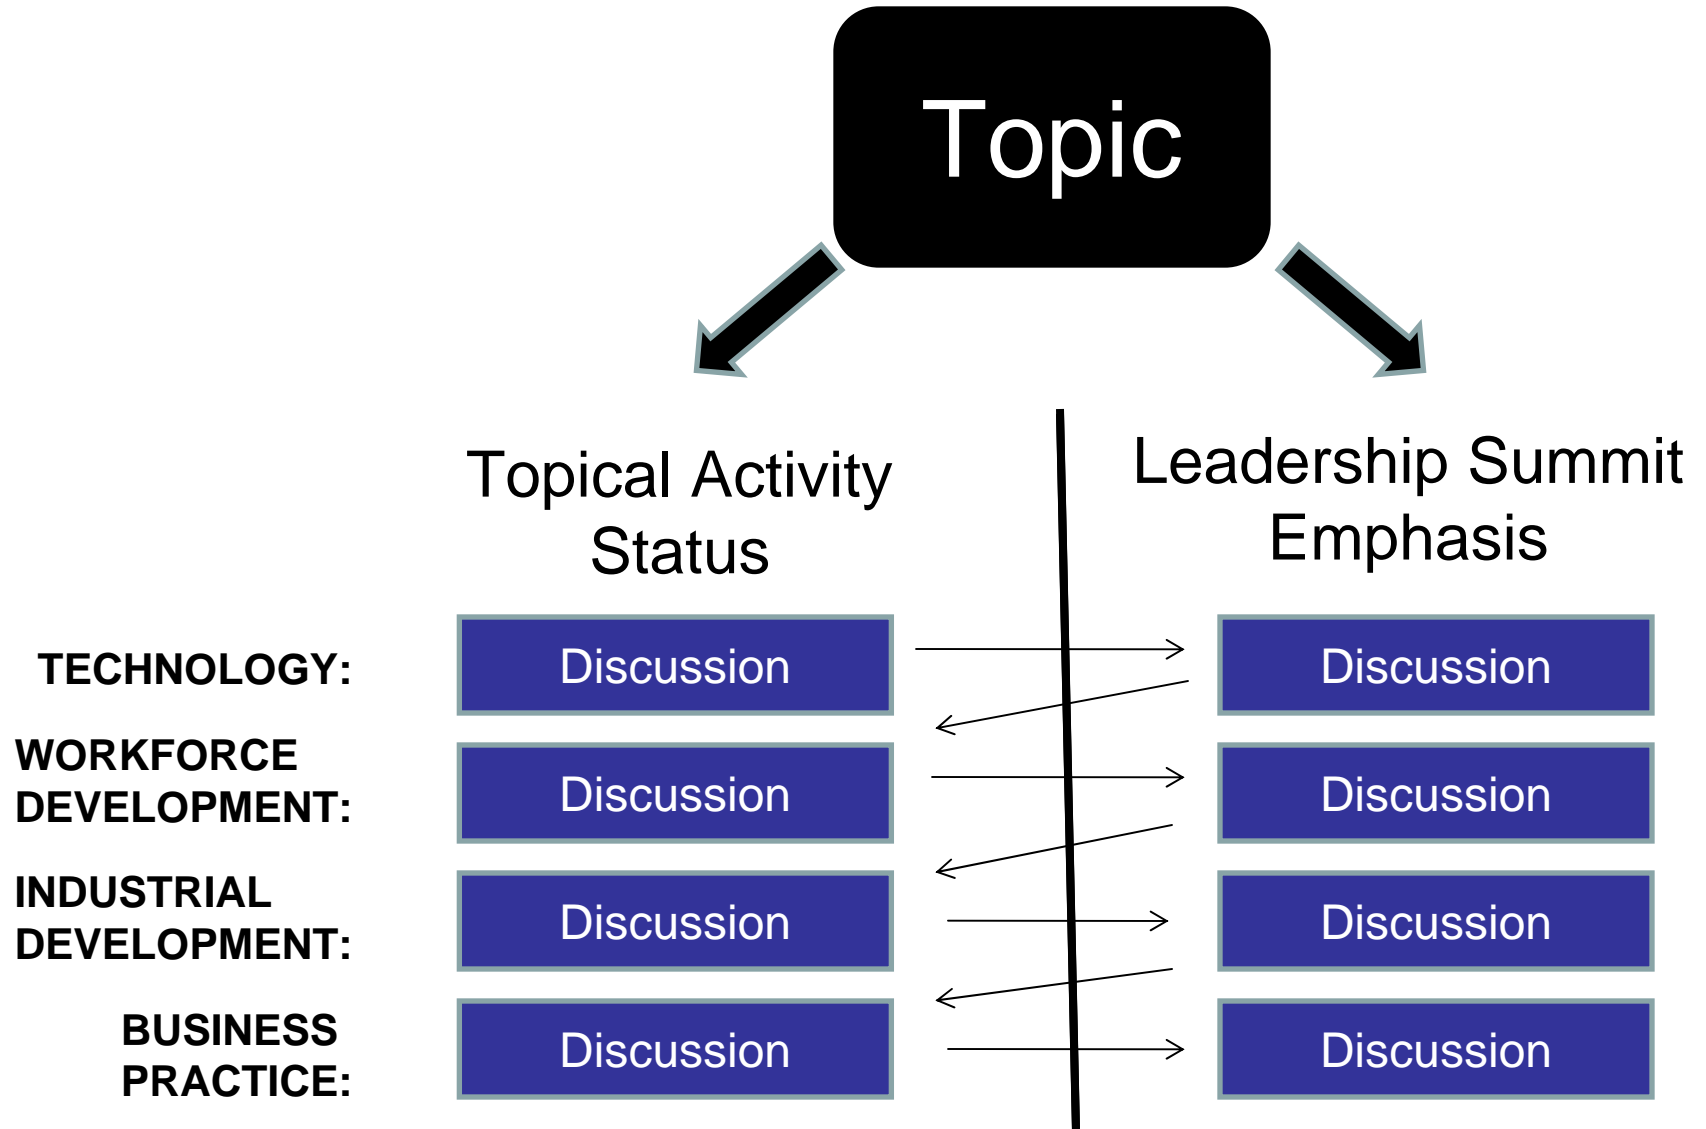 Topic
Topical Activity
Status
Leadership Summit
Emphasis
TECHNOLOGY:
Discussion
Discussion
WORKFORCE
DEVELOPMENT:
Discussion
Discussion
INDUSTRIAL
DEVELOPMENT:
Discussion
Discussion
BUSINESS
PRACTICE:
Discussion
Discussion